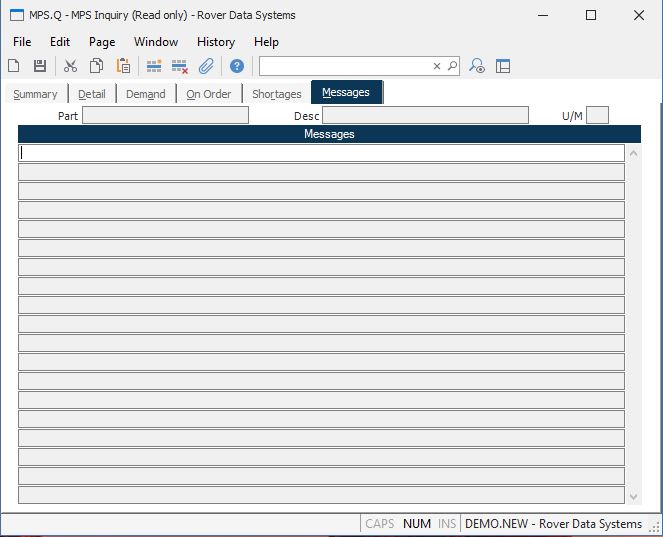 MPS.Q - MPS Inquiry (Read only) - Rover Data Systems
File Edit Page Window History Help
Summary Detail Demand On Order Shortages Messages
Part Desc U/M
Messages
CAPS NUM INS DEMO.NEW - Rover Data Systems